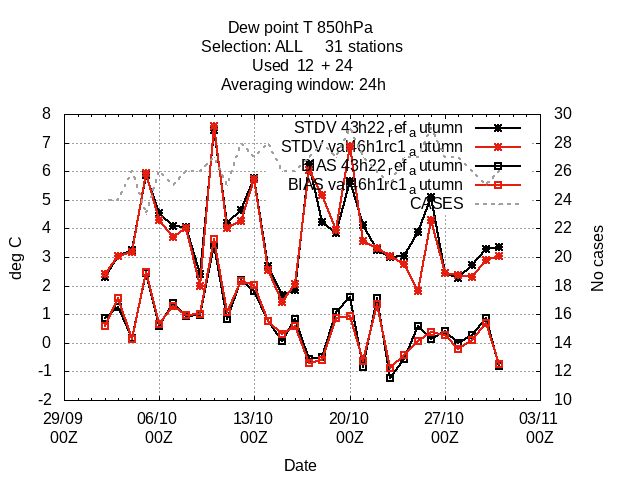 Dew point T 850hPa
Selection: ALL 31 stations
Used 12 + 24
Averaging window: 24h
8 30
STDV 43h22_ref_autumn
7 28
STDV val46h1rc1_autumn
BIAS 43h22_ref_autumn
6 26
BIAS val46h1rc1_autumn
5 24
CASES
4 22
3 20
deg C
No cases
2 18
1 16
0 14
-1 12
-2 10
29/09 06/10 13/10 20/10 27/10 03/11
00Z 00Z 00Z 00Z 00Z 00Z
Date